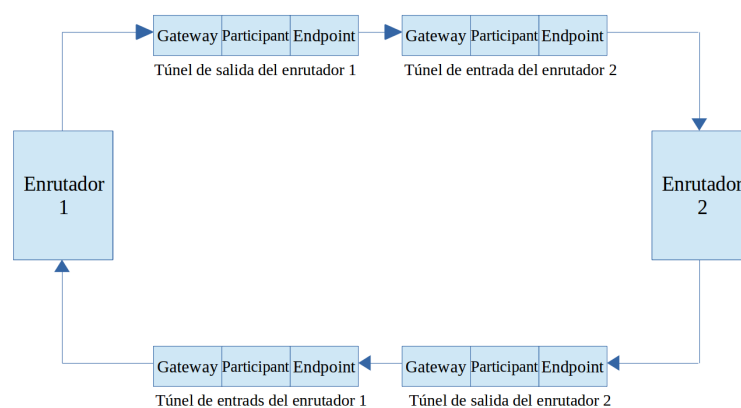 Gateway Participant Endpoint
Gateway Participant Endpoint
Túnel de salida del enrutador 1
Túnel de entrada del enrutador 2
Enrutador
1
Enrutador
2
Gateway Participant Endpoint
Gateway Participant Endpoint
Túnel de entrads del enrutador 1
Túnel de salida del enrutador 2